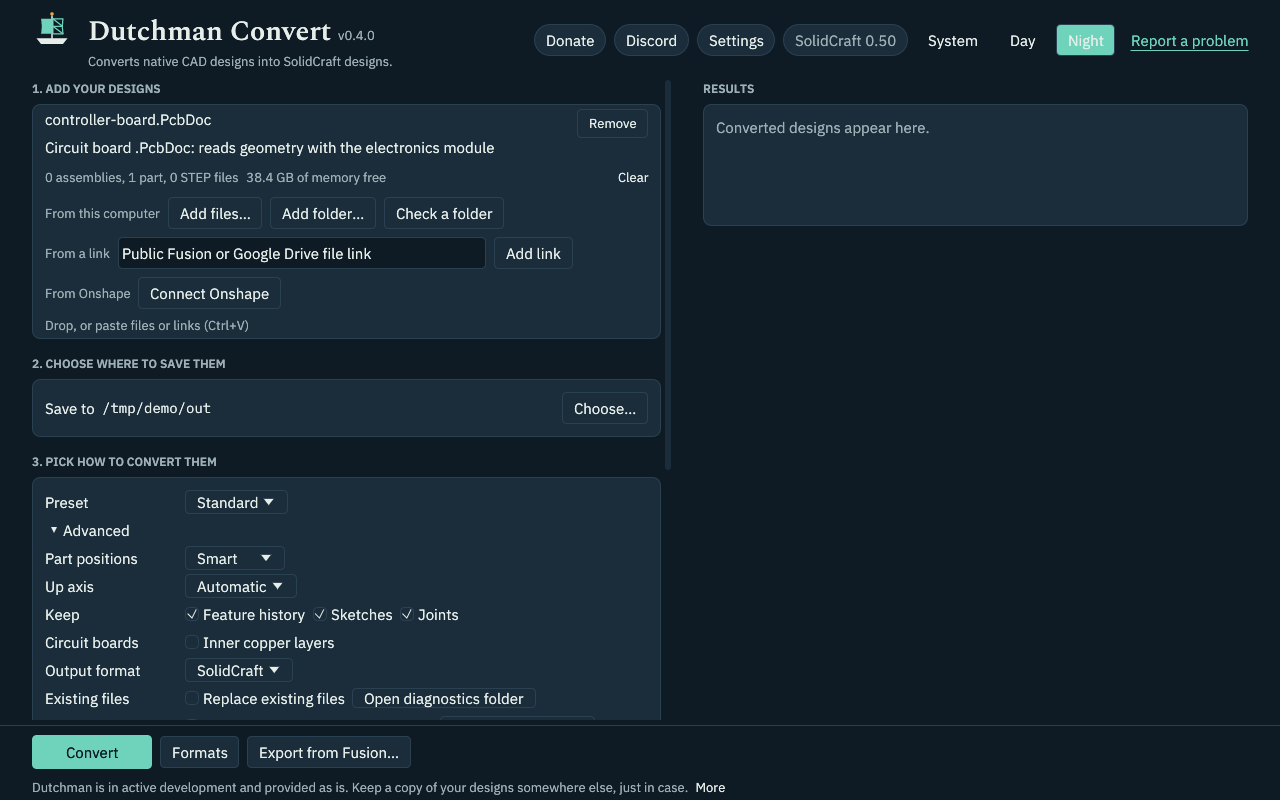 Dutchman Convert v0.4.0
Converts native CAD designs into SolidCraft designs.
Donate Discord Settings SolidCraft 0.50 System Day Night Report a problem
1. ADD YOUR DESIGNS
controller-board.PcbDoc
Remove
Circuit board .PcbDoc: reads geometry with the electronics module
0 assemblies, 1 part, 0 STEP files 38.4 GB of memory free Clear
From this computer Add files... Add folder... Check a folder
From a link Public Fusion or Google Drive file link Add link
From Onshape Connect Onshape
Drop, or paste files or links (Ctrl+V)
2. CHOOSE WHERE TO SAVE THEM
Save to /tmp/demo/out Choose...
3. PICK HOW TO CONVERT THEM
Preset Standard
Advanced
Part positions Smart
Up axis Automatic
Keep Feature history Sketches Joints
Circuit boards Inner copper layers
Output format SolidCraft
Existing files Replace existing files Open diagnostics folder
RESULTS
Converted designs appear here.
Convert Formats Export from Fusion...
Dutchman is in active development and provided as is. Keep a copy of your designs somewhere else, just in case. More